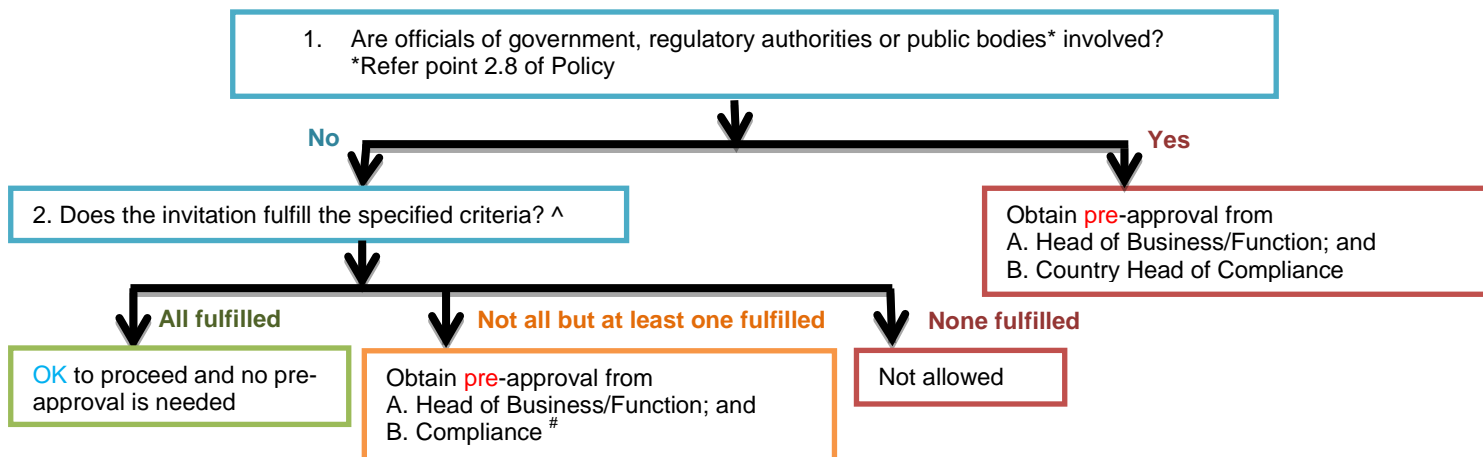 1. Are officials of government, regulatory authorities or public bodies* involved?
*Refer point 2.8 of Policy
No
Yes
2. Does the invitation fulfill the specified criteria? ^
Obtain pre-approval from
A. Head of Business/Function; and
B. Country Head of Compliance
All fulfilled
Not all but at least one fulfilled
None fulfilled
OK to proceed and no pre-
approval is needed
Obtain pre-approval from
A. Head of Business/Function; and
B. Compliance #
Not allowed